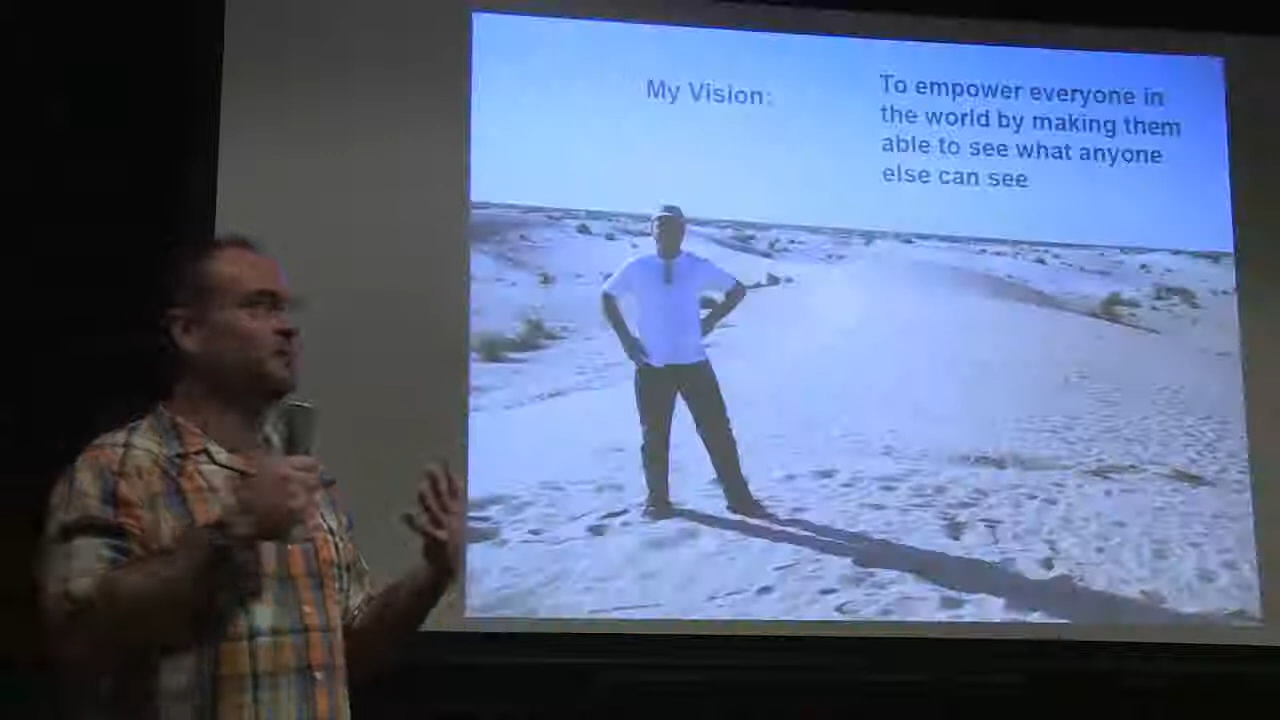 My Vision:
To empower everyone in
the world by making them
able to see what anyone
else can see